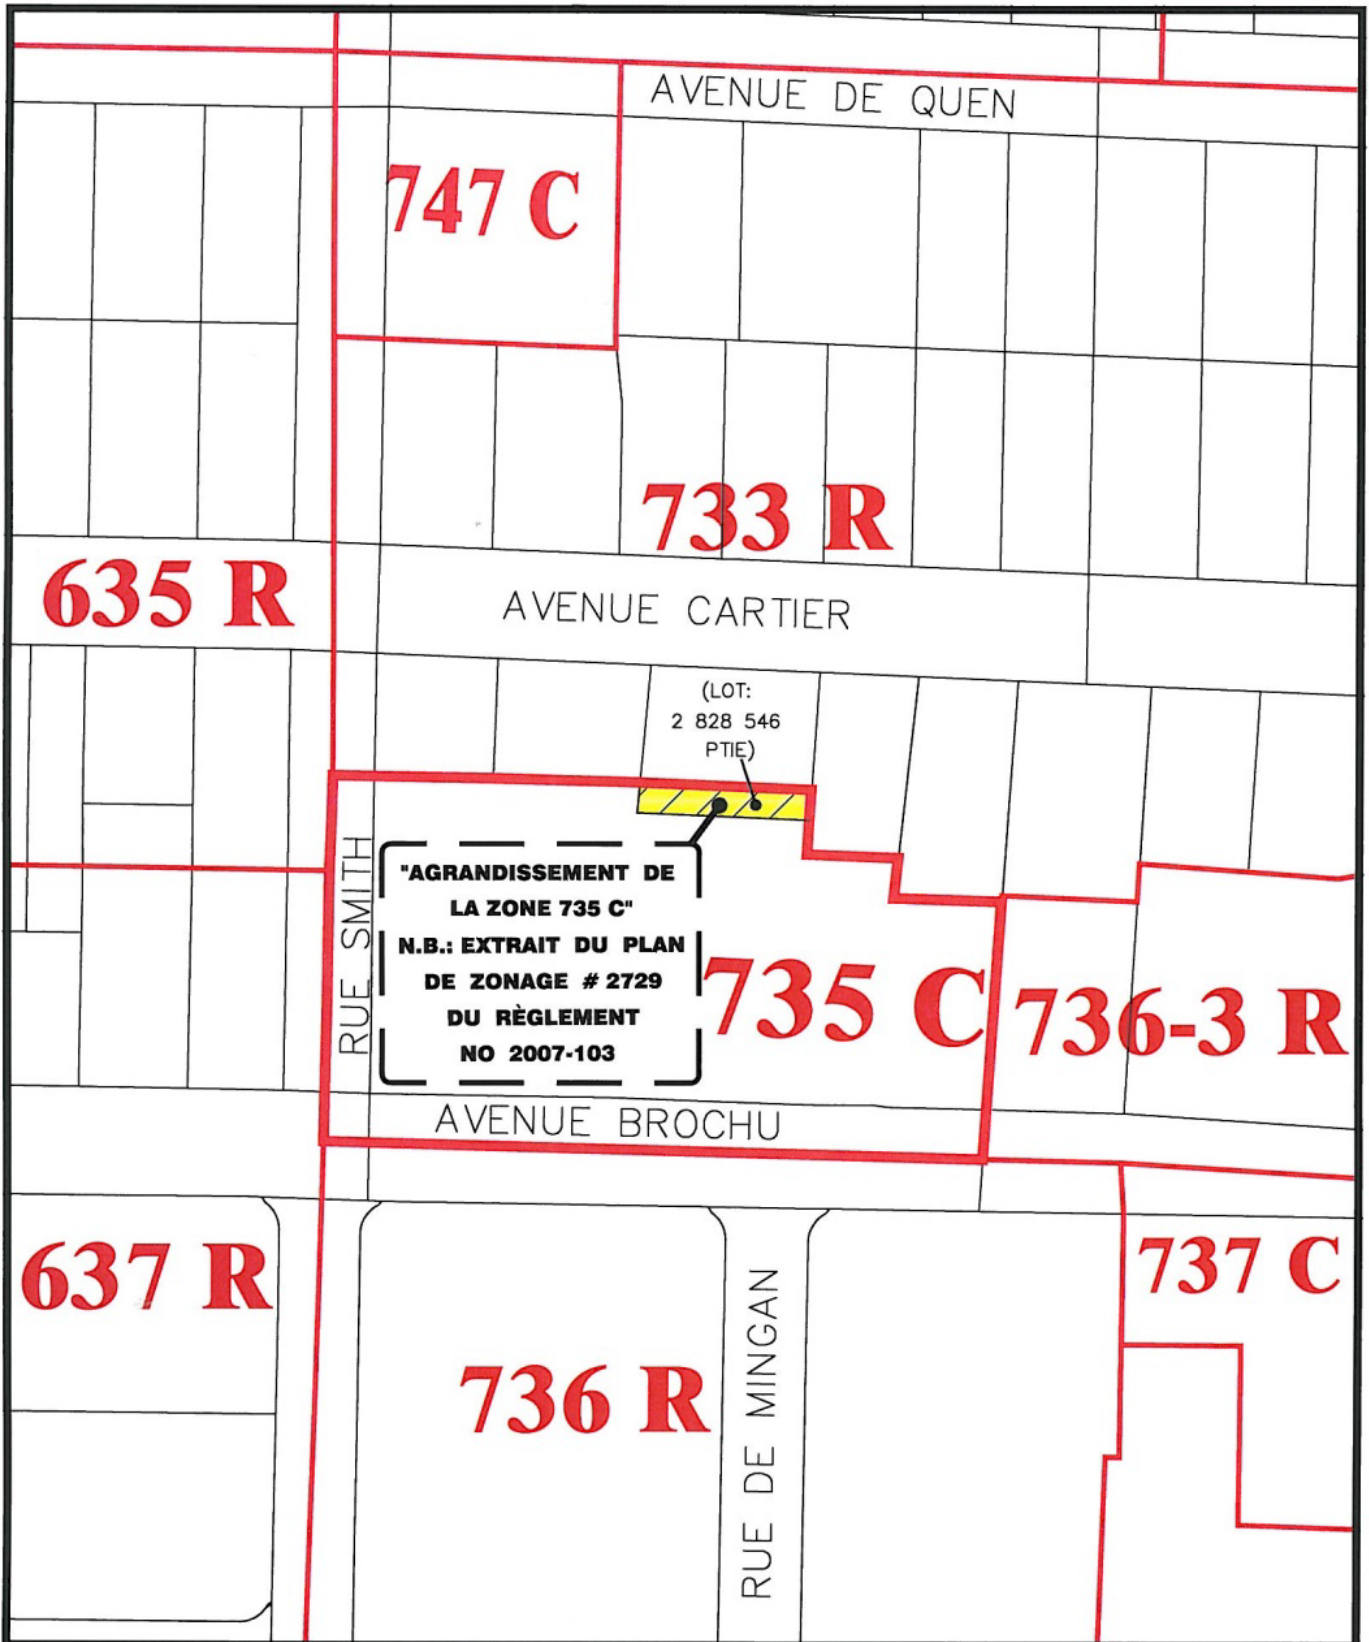 AVENUE DE QUEN
747 C
733 R
635 R
AVENUE CARTIER
(LOT:
2 828 546
PTIE)
RUE SMITH
"AGRANDISSEMENT DE
LA ZONE 735 C"
N.B.: EXTRAIT DU PLAN
DE ZONAGE # 2729
DU RÈGLEMENT
NO 2007-103
735 C
736-3 R
AVENUE BROCHU
637 R
737 C
736 R
RUE DE MINGAN